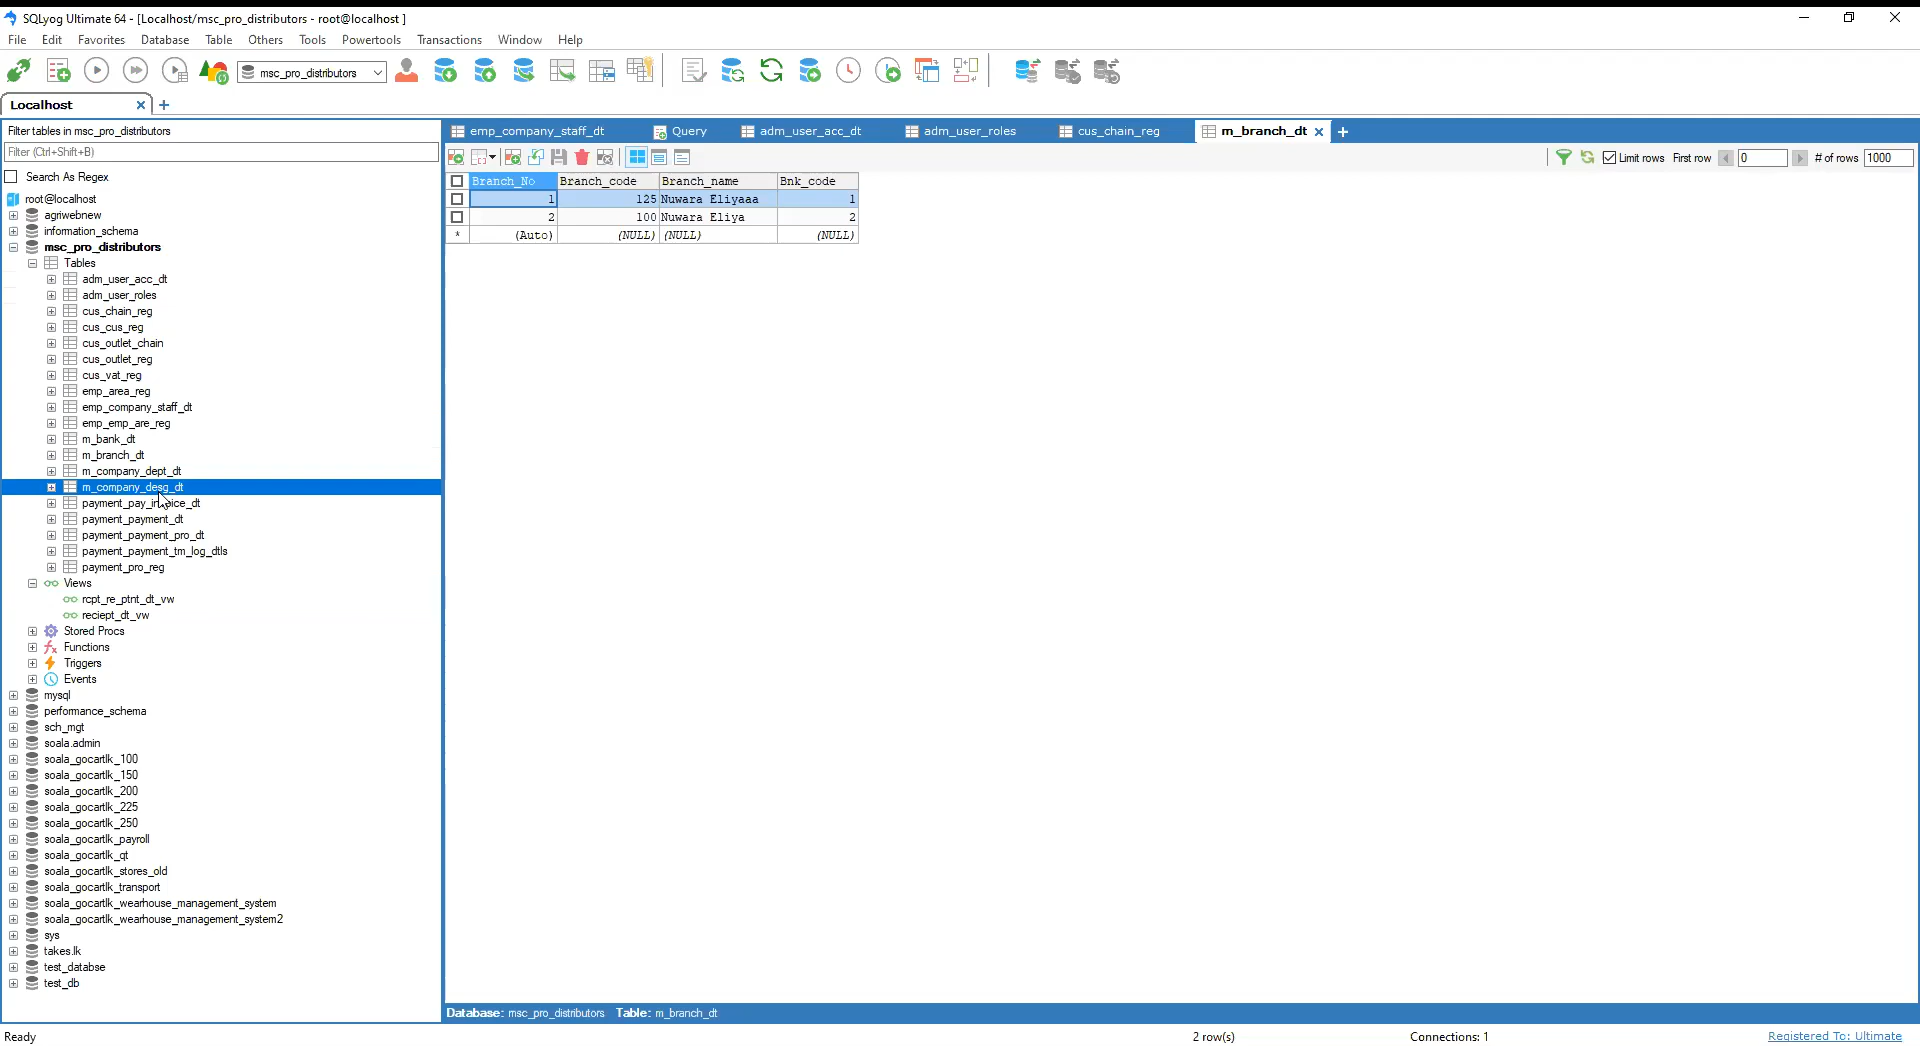 SQLyog Ultimate 64 - [Localhost/msc_pro_distributors - root@localhost ]
File Edit Favorites Database Table Others Tools Powertools Transactions Window Help
msc_pro_distributors
Localhost
Filter tables in msc_pro_distributors
Filter (Ctrl+Shift+B)
Search As Regex
root@localhost
agriwebnew
information_schema
msc_pro_distributors
Tables
adm_user_acc_dt
adm_user_roles
cus_chain_reg
cus_cus_reg
cus_outlet_chain
cus_outlet_reg
cus_vat_reg
emp_area_reg
emp_company_staff_dt
emp_emp_are_reg
m_bank_dt
m_branch_dt
m_company_dept_dt
m_company_desg_dt
payment_pay_invoice_dt
payment_payment_dt
payment_payment_pro_dt
payment_payment_tm_log_dtls
payment_pro_reg
Views
rcpt_re_ptnt_dt_vw
reciept_dt_vw
Stored Procs
Functions
Triggers
Events
mysql
performance_schema
sch_mgt
soala.admin
soala_gocartlk_100
soala_gocartlk_150
soala_gocartlk_200
soala_gocartlk_225
soala_gocartlk_250
soala_gocartlk_payroll
soala_gocartlk_qt
soala_gocartlk_stores_old
soala_gocartlk_transport
soala_gocartlk_wearhouse_management_system
soala_gocartlk_wearhouse_management_system2
sys
takes.lk
test_databse
test_db
emp_company_staff_dt Query adm_user_acc_dt adm_user_roles cus_chain_reg m_branch_dt
Limit rows First row 0 # of rows 1000
Branch_No Branch_code Branch_name Bnk_code
1 125 Nuwara Eliyaaa 1
2 100 Nuwara Eliya 2
* (Auto) (NULL) (NULL) (NULL)
Database: msc_pro_distributors Table: m_branch_dt
Ready 2 row(s) Connections: 1 Registered To: Ultimate